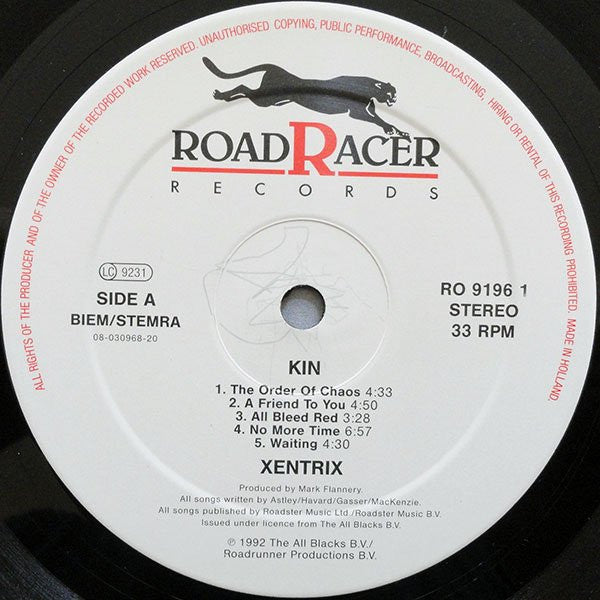 ALL RIGHTS OF THE PRODUCER AND OF THE OWNER OF THE RECORDED WORK RESERVED. UNAUTHORISED COPYING, PUBLIC PERFORMANCE, BROADCASTING, HIRING OR RENTAL OF THIS RECORDING PROHIBITED. MADE IN HOLLAND.
ROADRACER
RECORDS
LC 9231
SIDE A
BIEM/STEMRA
08-030968-20
RO 9196 1
STEREO
33 RPM
KIN
1. The Order Of Chaos 4:33
2. A Friend To You 4:50
3. All Bleed Red 3:28
4. No More Time 6:57
5. Waiting 4:30
XENTRIX
Produced by Mark Flannery.
All songs written by Astley/Havard/Gasser/MacKenzie.
All songs published by Roadster Music Ltd./Roadster Music B.V.
Issued under licence from The All Blacks B.V.
℗ 1992 The All Blacks B.V./
Roadrunner Productions B.V.